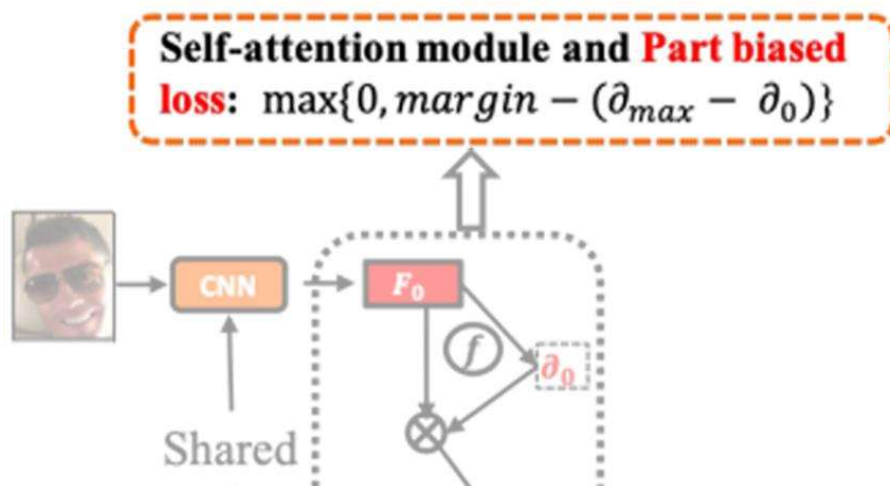 Self-attention module and Part biased
loss: max{0, margin − (∂max − ∂0)}
CNN
F0
f
∂0
Shared